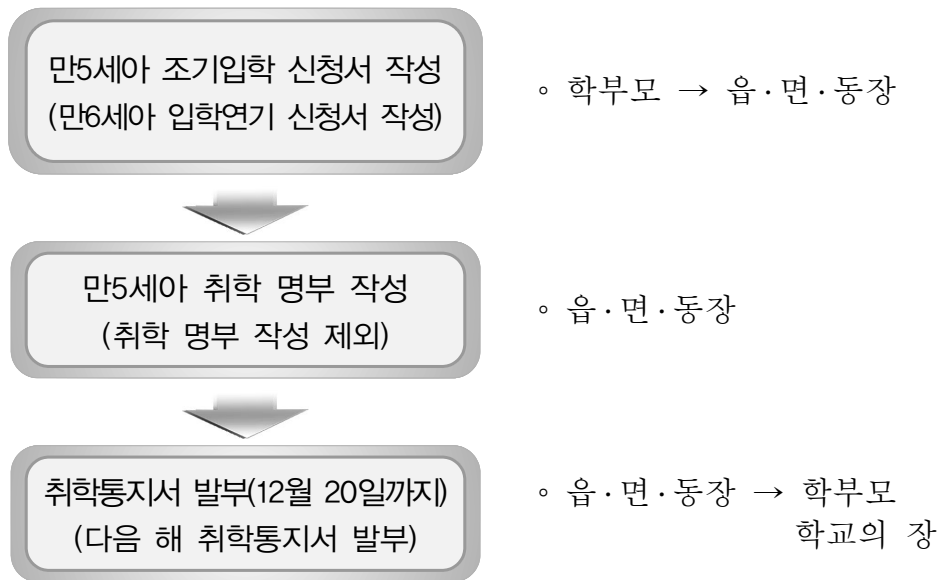 만5세아 조기입학 신청서 작성
(만6세아 입학연기 신청서 작성)
◦ 학부모 → 읍·면·동장
만5세아 취학 명부 작성
(취학 명부 작성 제외)
◦ 읍·면·동장
취학통지서 발부(12월 20일까지)
(다음 해 취학통지서 발부)
◦ 읍·면·동장 → 학부모
학교의 장